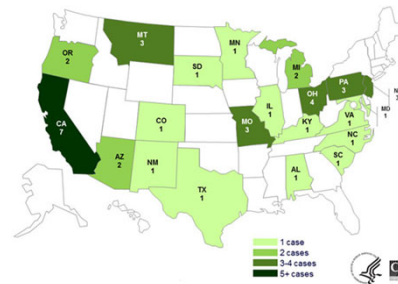 MT
3
OR
2
MN
1
SD
1
MI
2
PA
3
OH
4
N
MD
1
IL
1
CA
7
CO
1
MO
3
KY
1
VA
1
NC
1
AZ
2
NM
1
SC
1
AL
1
TX
1
1 case
2 cases
3-4 cases
5+ cases